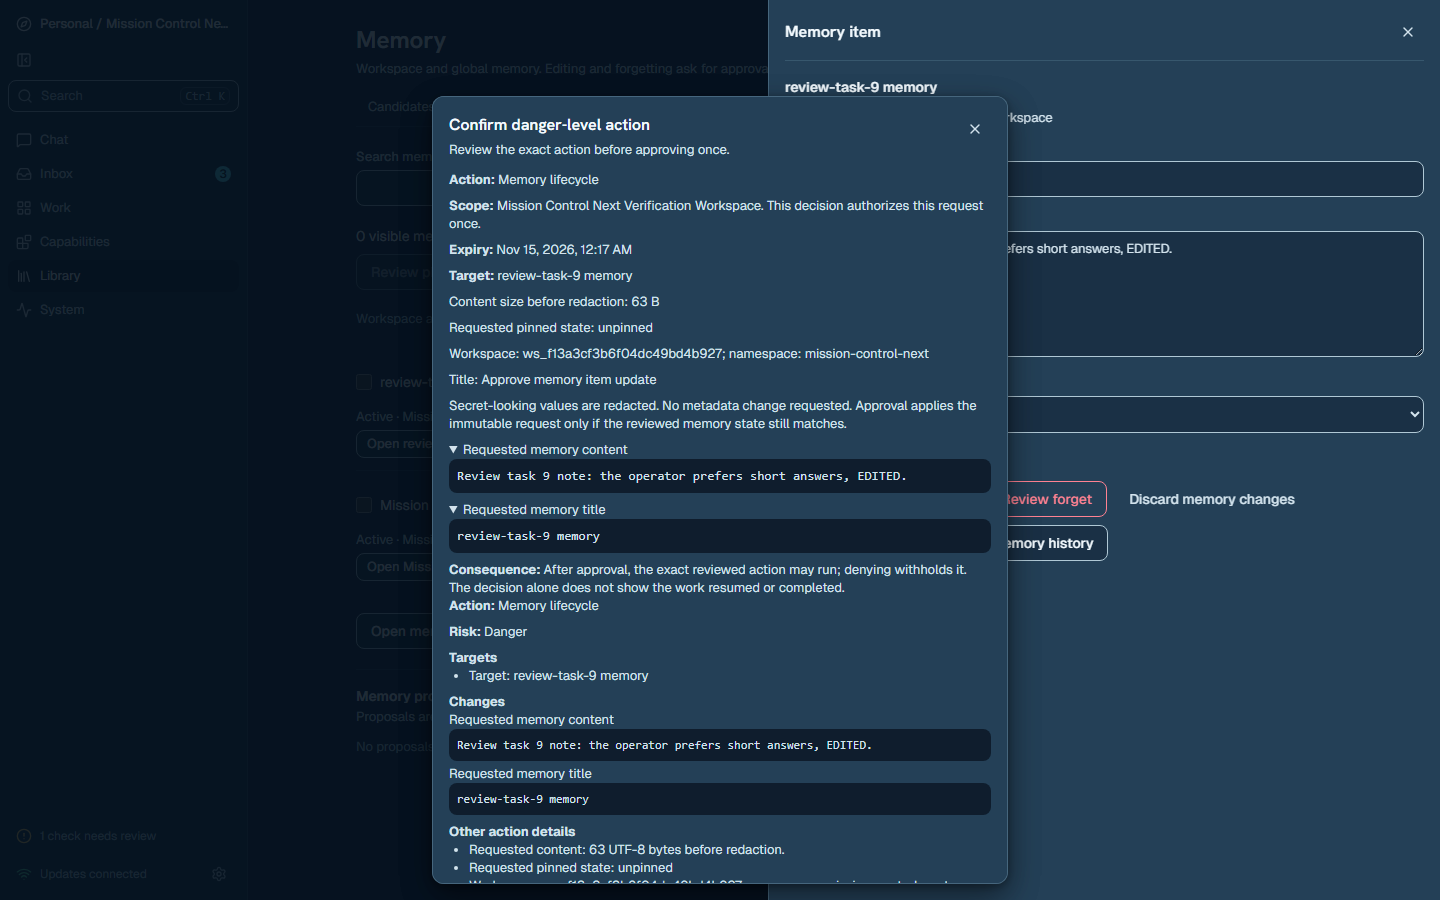 Personal / Mission Control Ne...
Search
Ctrl K
Chat
Inbox
3
Work
Capabilities
Library
System
1 check needs review
Updates connected
Memory
Workspace and global memory. Editing and forgetting ask for approva
Candidates
Search mem
0 visible me
Review p
Workspace a
review-t
Active · Miss
Open revie
Mission
Active · Missi
Open Miss
Open me
Memory pro
Proposals are
No proposals
Memory item
review-task-9 memory
rkspace
efers short answers, EDITED.
Review forget
Discard memory changes
emory history
Confirm danger-level action
Review the exact action before approving once.
Action: Memory lifecycle
Scope: Mission Control Next Verification Workspace. This decision authorizes this request
once.
Expiry: Nov 15, 2026, 12:17 AM
Target: review-task-9 memory
Content size before redaction: 63 B
Requested pinned state: unpinned
Workspace: ws_f13a3cf3b6f04dc49bd4b927; namespace: mission-control-next
Title: Approve memory item update
Secret-looking values are redacted. No metadata change requested. Approval applies the
immutable request only if the reviewed memory state still matches.
Requested memory content
Review task 9 note: the operator prefers short answers, EDITED.
Requested memory title
review-task-9 memory
Consequence: After approval, the exact reviewed action may run; denying withholds it.
The decision alone does not show the work resumed or completed.
Action: Memory lifecycle
Risk: Danger
Targets
• Target: review-task-9 memory
Changes
Requested memory content
Review task 9 note: the operator prefers short answers, EDITED.
Requested memory title
review-task-9 memory
Other action details
• Requested content: 63 UTF-8 bytes before redaction.
• Requested pinned state: unpinned